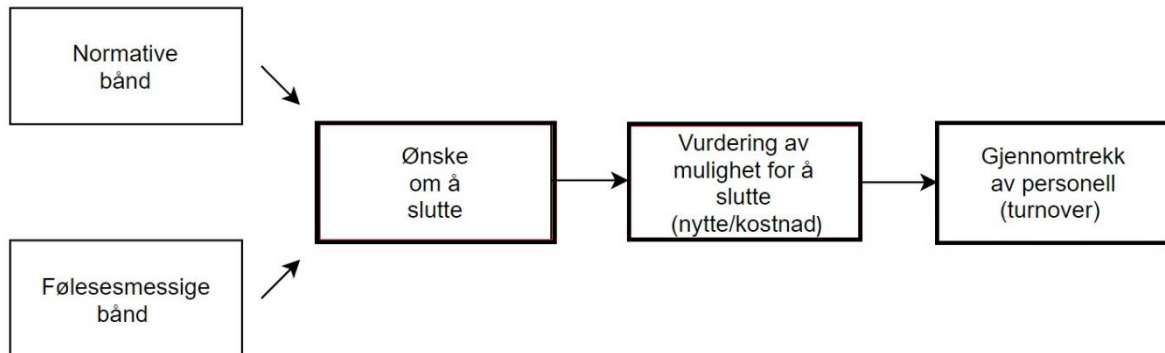 Normative
bånd
Følesesmessige
bånd
Ønske
om å
slutte
Vurdering av
mulighet for å
slutte
(nytte/kostnad)
Gjennomtrekk
av personell
(turnover)